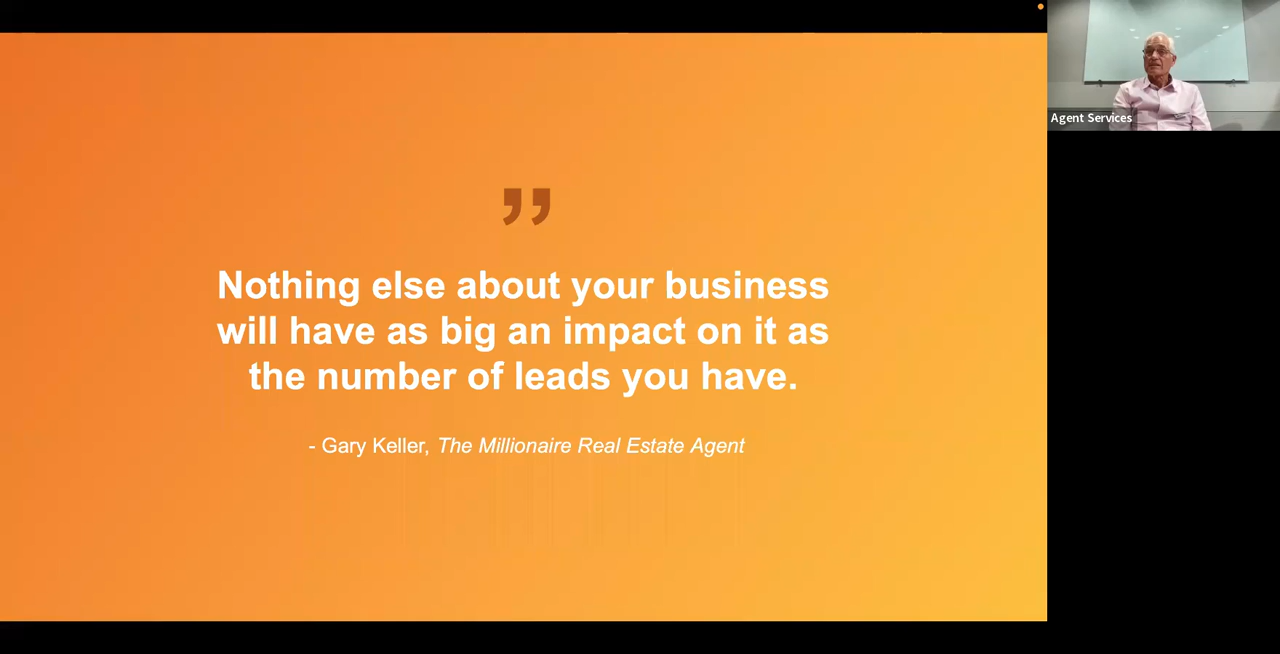 ”
Nothing else about your business
will have as big an impact on it as
the number of leads you have.
- Gary Keller, The Millionaire Real Estate Agent
Agent Services